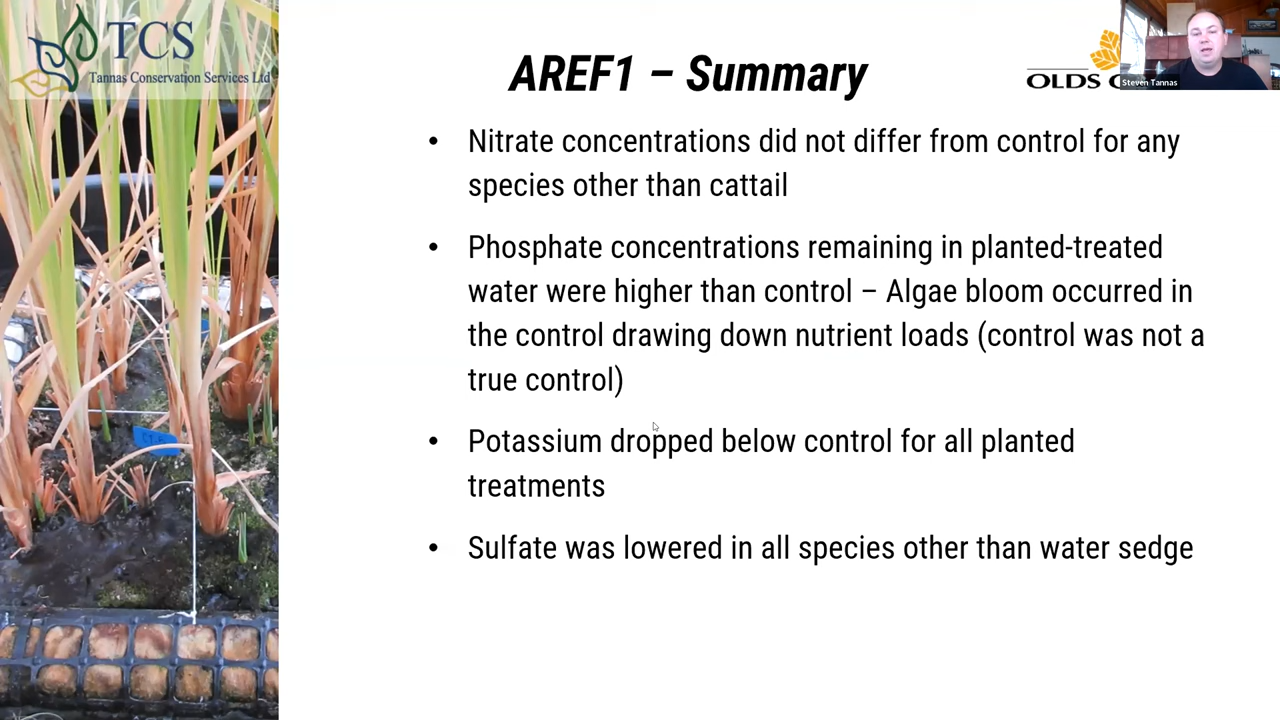 TCS
Tannas Conservation Services Ltd
AREF1 – Summary
OLDS C
Steven Tannas
• Nitrate concentrations did not differ from control for any
species other than cattail
• Phosphate concentrations remaining in planted-treated
water were higher than control – Algae bloom occurred in
the control drawing down nutrient loads (control was not a
true control)
• Potassium dropped below control for all planted
treatments
• Sulfate was lowered in all species other than water sedge